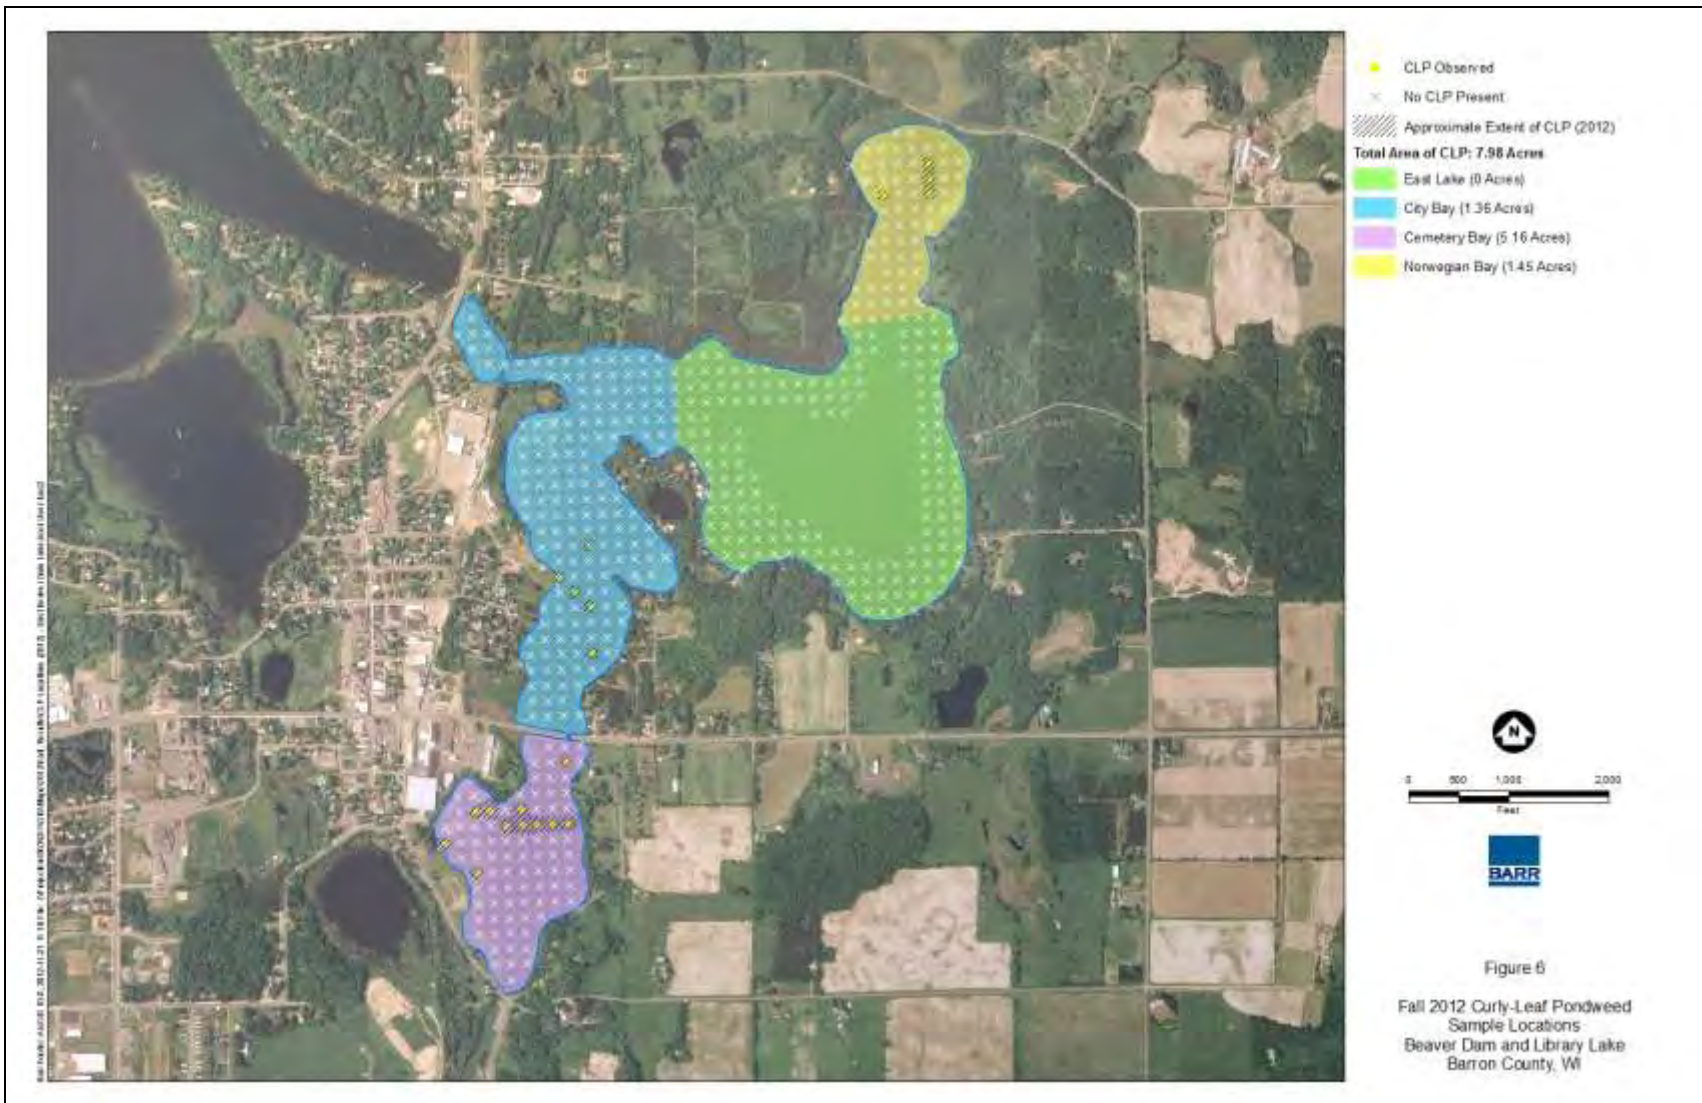 CLP Observed
No CLP Present
Approximate Extent of CLP (2012)
Total Area of CLP: 7.98 Acres
East Lake (0 Acres)
City Bay (1.36 Acres)
Cemetery Bay (5.16 Acres)
Norwegian Bay (1.45 Acres)
N
0 500 1,000 2,000
Feet
BARR
Figure 6
Fall 2012 Curly-Leaf Pondweed
Sample Locations
Beaver Dam and Library Lake
Barron County, WI